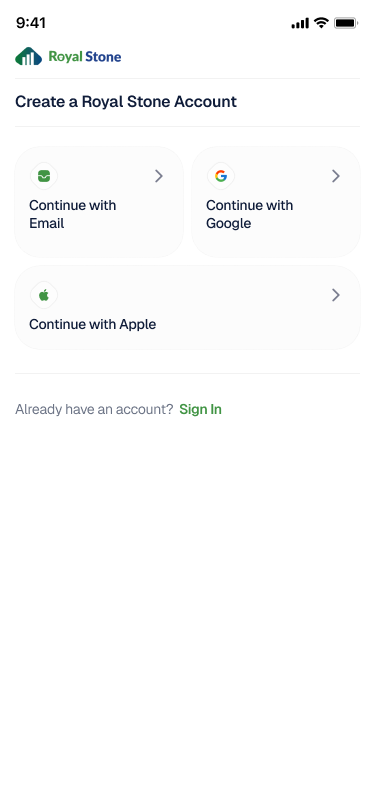 9:41
Royal Stone
Create a Royal Stone Account
Continue with
Email
Continue with
Google
Continue with Apple
Already have an account? Sign In